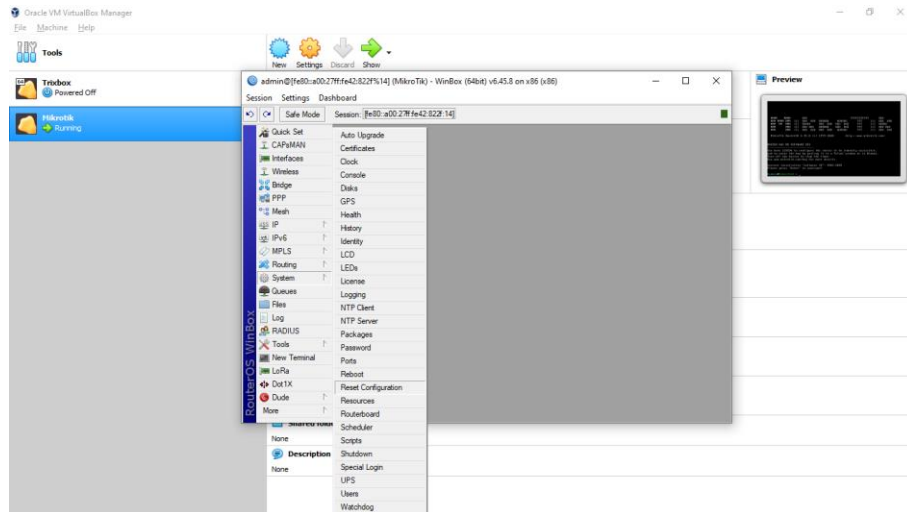 Oracle VM VirtualBox Manager
File Machine Help
Tools
New Settings Discard Show
Trixbox
Powered Off
Mikrotik
Running
Preview
admin@[fe80::a00:27ff:fe42:822f%14] (MikroTik) - WinBox (64bit) v6.45.8 on x86 (x86)
Session Settings Dashboard
Safe Mode Session: [fe80::a00:27ff:fe42:822f:14]
Quick Set
CAPsMAN
Interfaces
Wireless
Bridge
PPP
Mesh
IP
IPv6
MPLS
Routing
System
Queues
Files
Log
RADIUS
Tools
New Terminal
LoRa
Dot1X
Dude
More
RouterOS WinBox
Auto Upgrade
Certificates
Clock
Console
Disks
GPS
Health
History
Identity
LCD
LEDs
License
Logging
NTP Client
NTP Server
Packages
Password
Ports
Reboot
Reset Configuration
Resources
Routerboard
Scheduler
Scripts
Shutdown
Special Login
UPS
Users
Watchdog
Shared
None
Description
None